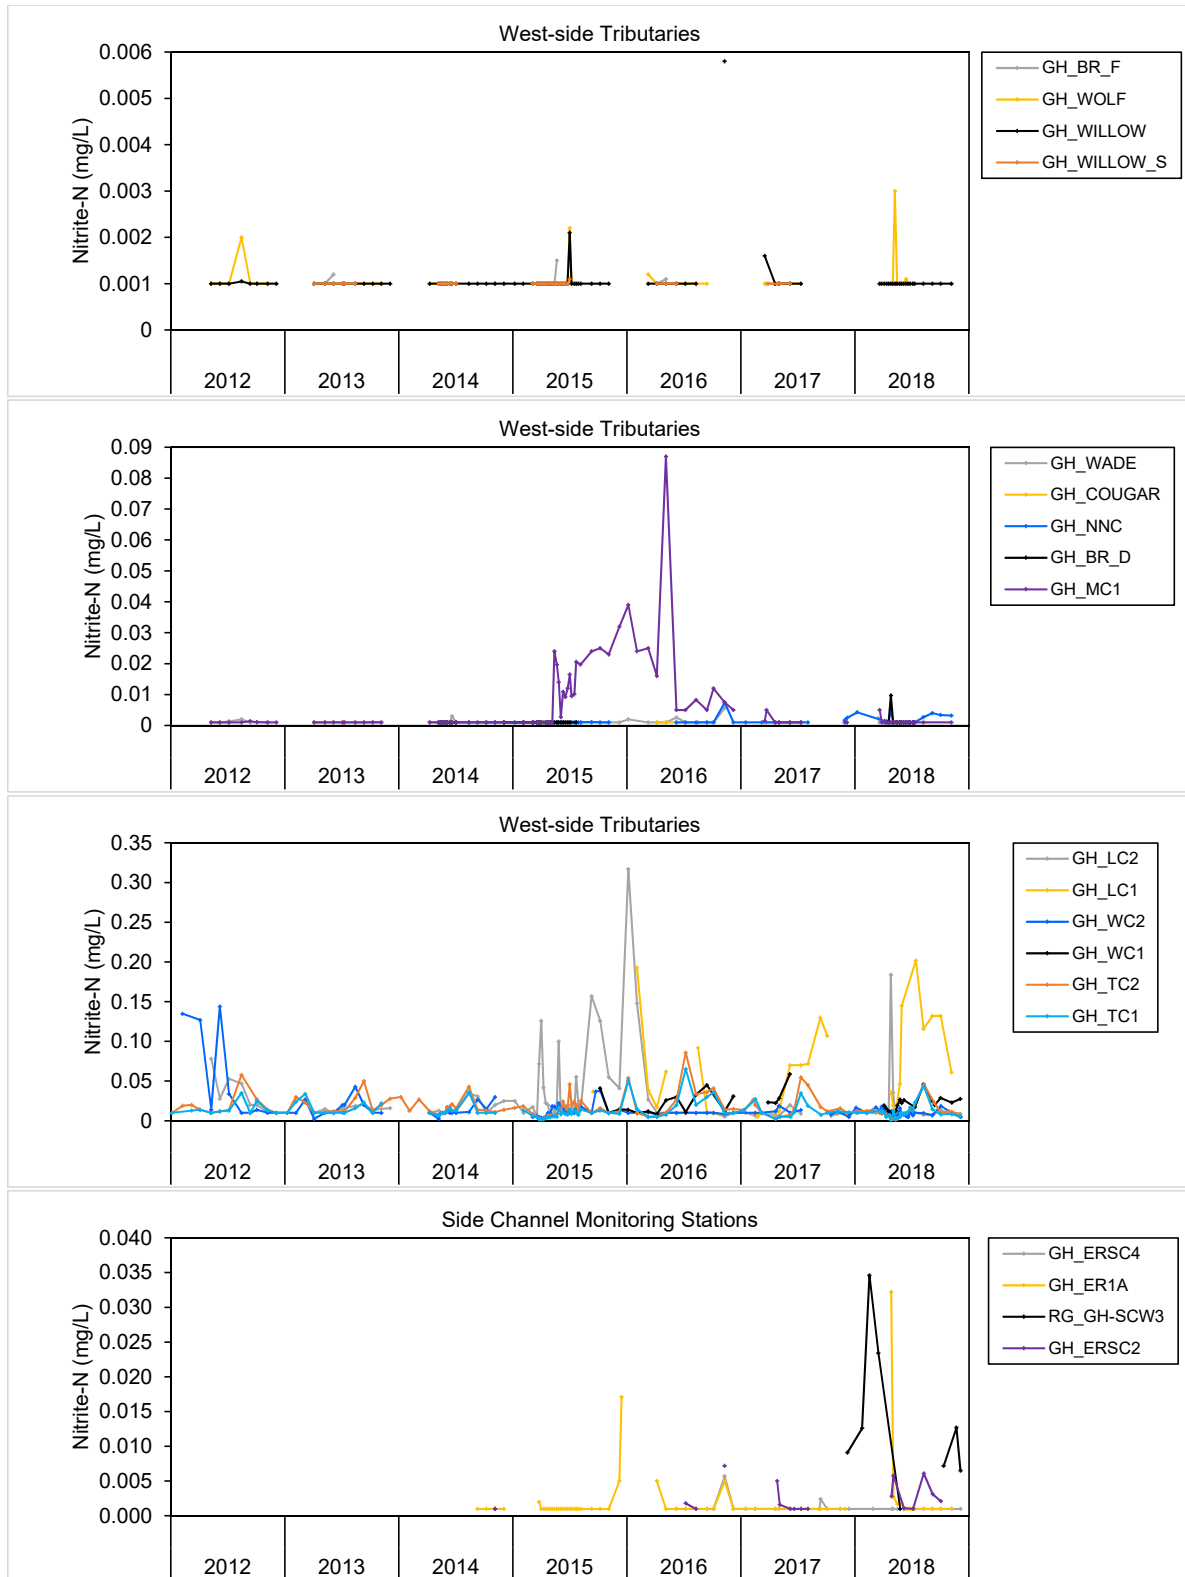 West-side Tributaries
Nitrite-N (mg/L)
0.006
0.005
0.004
0.003
0.002
0.001
0
2012 2013 2014 2015 2016 2017 2018
GH_BR_F
GH_WOLF
GH_WILLOW
GH_WILLOW_S
West-side Tributaries
Nitrite-N (mg/L)
0.09
0.08
0.07
0.06
0.05
0.04
0.03
0.02
0.01
0
2012 2013 2014 2015 2016 2017 2018
GH_WADE
GH_COUGAR
GH_NNC
GH_BR_D
GH_MC1
West-side Tributaries
Nitrite-N (mg/L)
0.35
0.30
0.25
0.20
0.15
0.10
0.05
0
2012 2013 2014 2015 2016 2017 2018
GH_LC2
GH_LC1
GH_WC2
GH_WC1
GH_TC2
GH_TC1
Side Channel Monitoring Stations
Nitrite-N (mg/L)
0.040
0.035
0.030
0.025
0.020
0.015
0.010
0.005
0.000
2012 2013 2014 2015 2016 2017 2018
GH_ERSC4
GH_ER1A
RG_GH-SCW3
GH_ERSC2